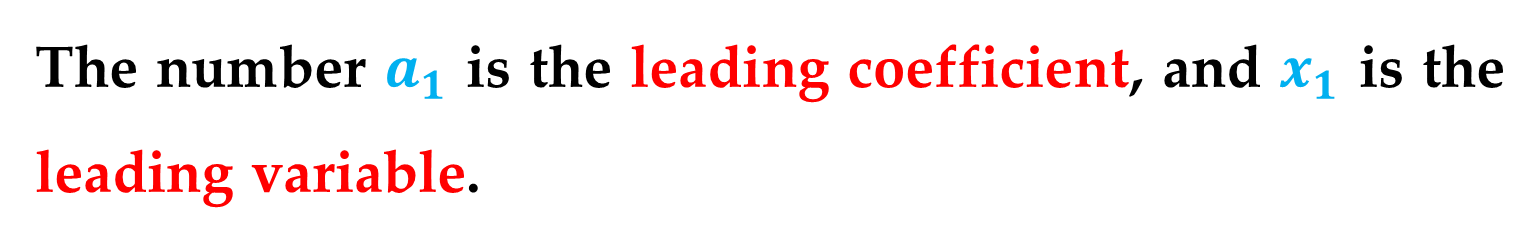 The number a₁ is the leading coefficient, and x₁ is the
leading variable.